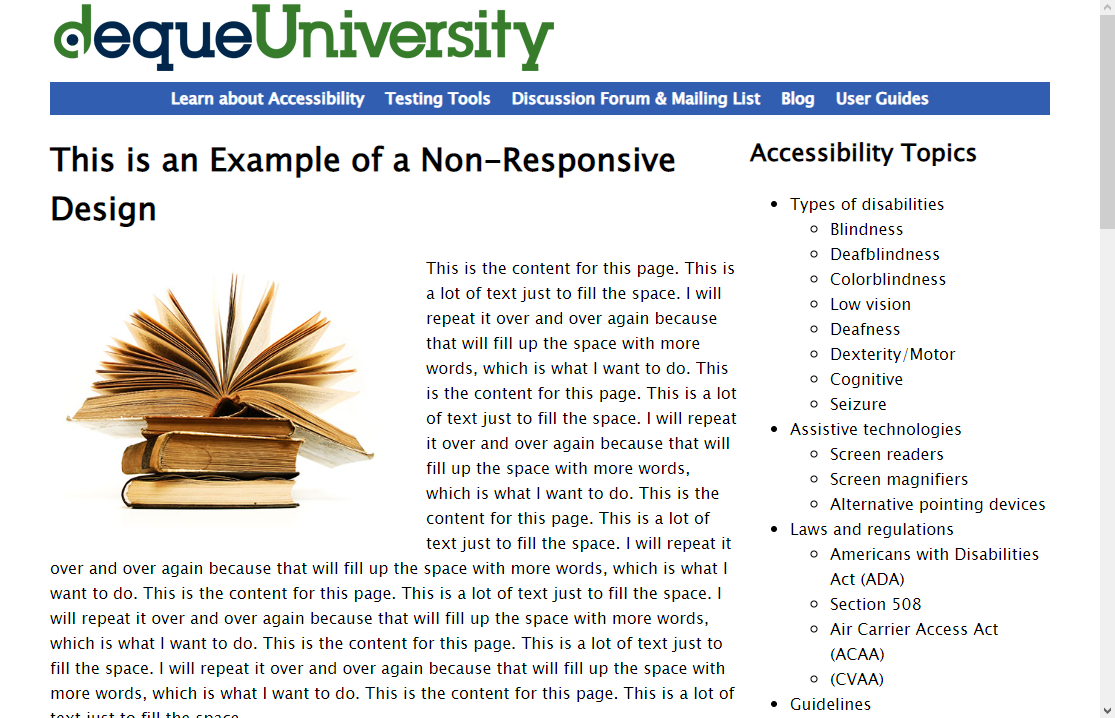 dequeUniversity
Learn about Accessibility Testing Tools Discussion Forum & Mailing List Blog User Guides
This is an Example of a Non-Responsive
Design
This is the content for this page. This is
a lot of text just to fill the space. I will
repeat it over and over again because
that will fill up the space with more
words, which is what I want to do. This
is the content for this page. This is a lot
of text just to fill the space. I will repeat
it over and over again because that will
fill up the space with more words,
which is what I want to do. This is the
content for this page. This is a lot of
text just to fill the space. I will repeat it
over and over again because that will fill up the space with more words, which is what I
want to do. This is the content for this page. This is a lot of text just to fill the space. I
will repeat it over and over again because that will fill up the space with more words,
which is what I want to do. This is the content for this page. This is a lot of text just to
fill the space. I will repeat it over and over again because that will fill up the space with
more words, which is what I want to do. This is the content for this page. This is a lot of
text just to fill the space.
Accessibility Topics
Types of disabilities
Blindness
Deafblindness
Colorblindness
Low vision
Deafness
Dexterity/Motor
Cognitive
Seizure
Assistive technologies
Screen readers
Screen magnifiers
Alternative pointing devices
Laws and regulations
Americans with Disabilities
Act (ADA)
Section 508
Air Carrier Access Act
(ACAA)
(CVAA)
Guidelines